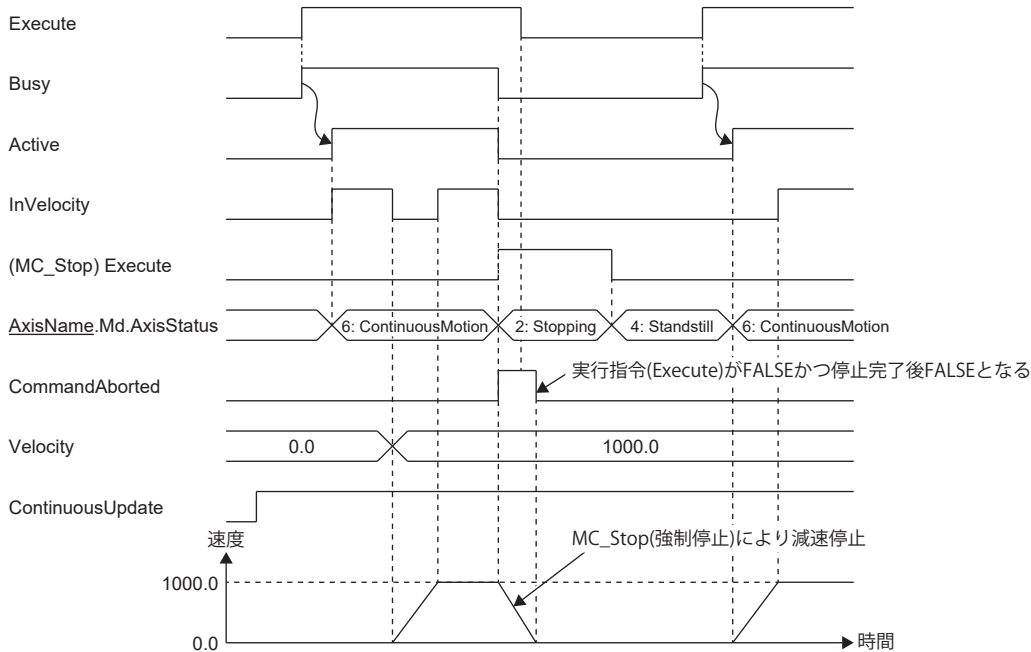 Execute
Busy
Active
InVelocity
(MC_Stop) Execute
AxisName.Md.AxisStatus
6: ContinuousMotion
2: Stopping
4: Standstill
6: ContinuousMotion
実行指令(Execute)がFALSEかつ停止完了後FALSEとなる
CommandAborted
Velocity
0.0
1000.0
ContinuousUpdate
速度
MC_Stop(強制停止)により減速停止
1000.0
0.0
時間